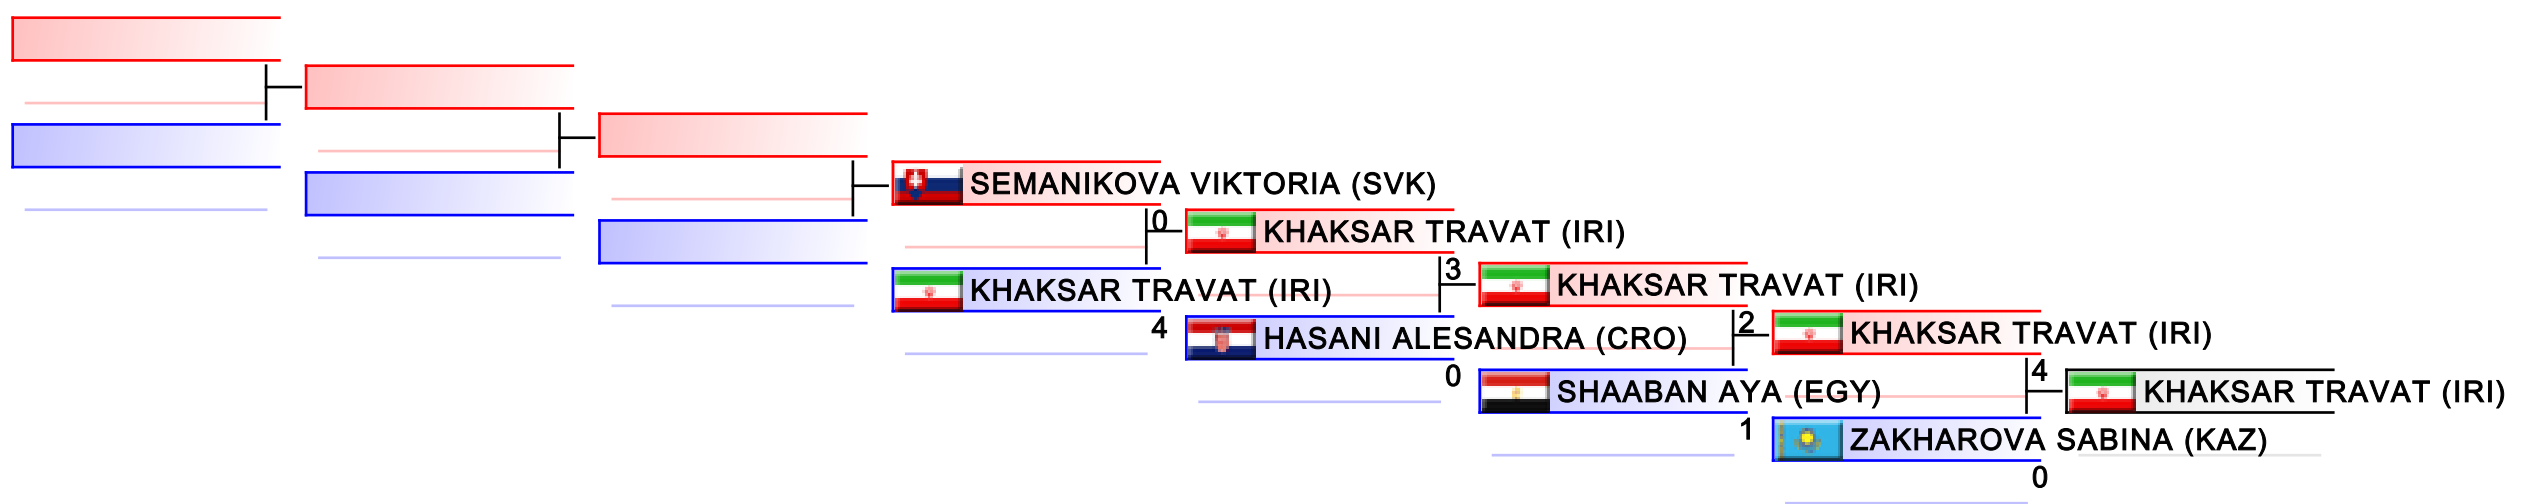 SEMANIKOVA VIKTORIA (SVK)
0
KHAKSAR TRAVAT (IRI)
3
KHAKSAR TRAVAT (IRI)
KHAKSAR TRAVAT (IRI)
4
HASANI ALESANDRA (CRO)
2
KHAKSAR TRAVAT (IRI)
0
SHAABAN AYA (EGY)
4
KHAKSAR TRAVAT (IRI)
1
ZAKHAROVA SABINA (KAZ)
0